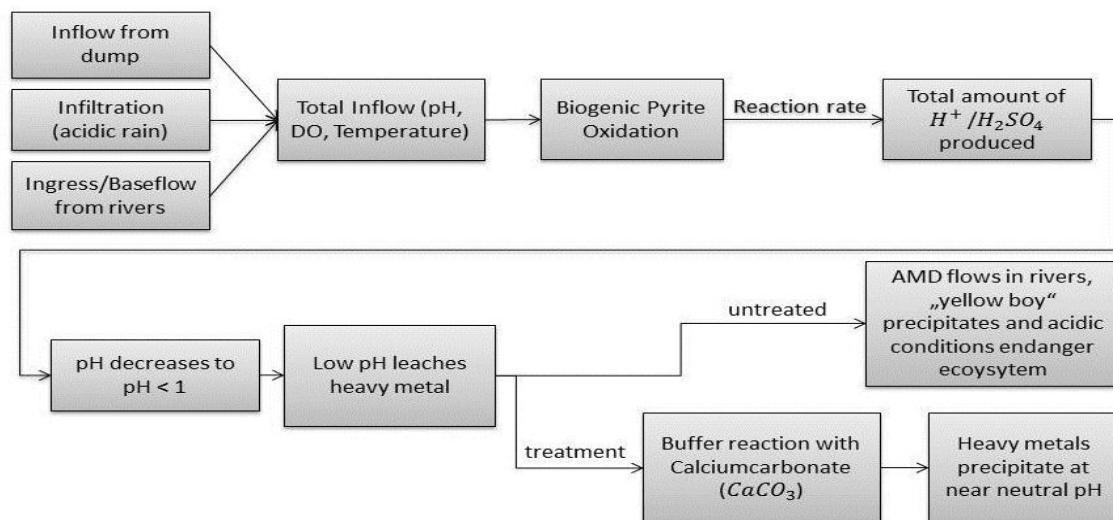 Inflow from
dump
Infiltration
(acidic rain)
Ingress/Baseflow
from rivers
Total Inflow (pH,
DO, Temperature)
Biogenic Pyrite
Oxidation
Reaction rate
Total amount of
H⁺/H₂SO₄
produced
pH decreases to
pH < 1
Low pH leaches
heavy metal
untreated
AMD flows in rivers,
„yellow boy“
precipitates and acidic
conditions endanger
ecoysytem
treatment
Buffer reaction with
Calciumcarbonate
(CaCO₃)
Heavy metals
precipitate at
near neutral pH